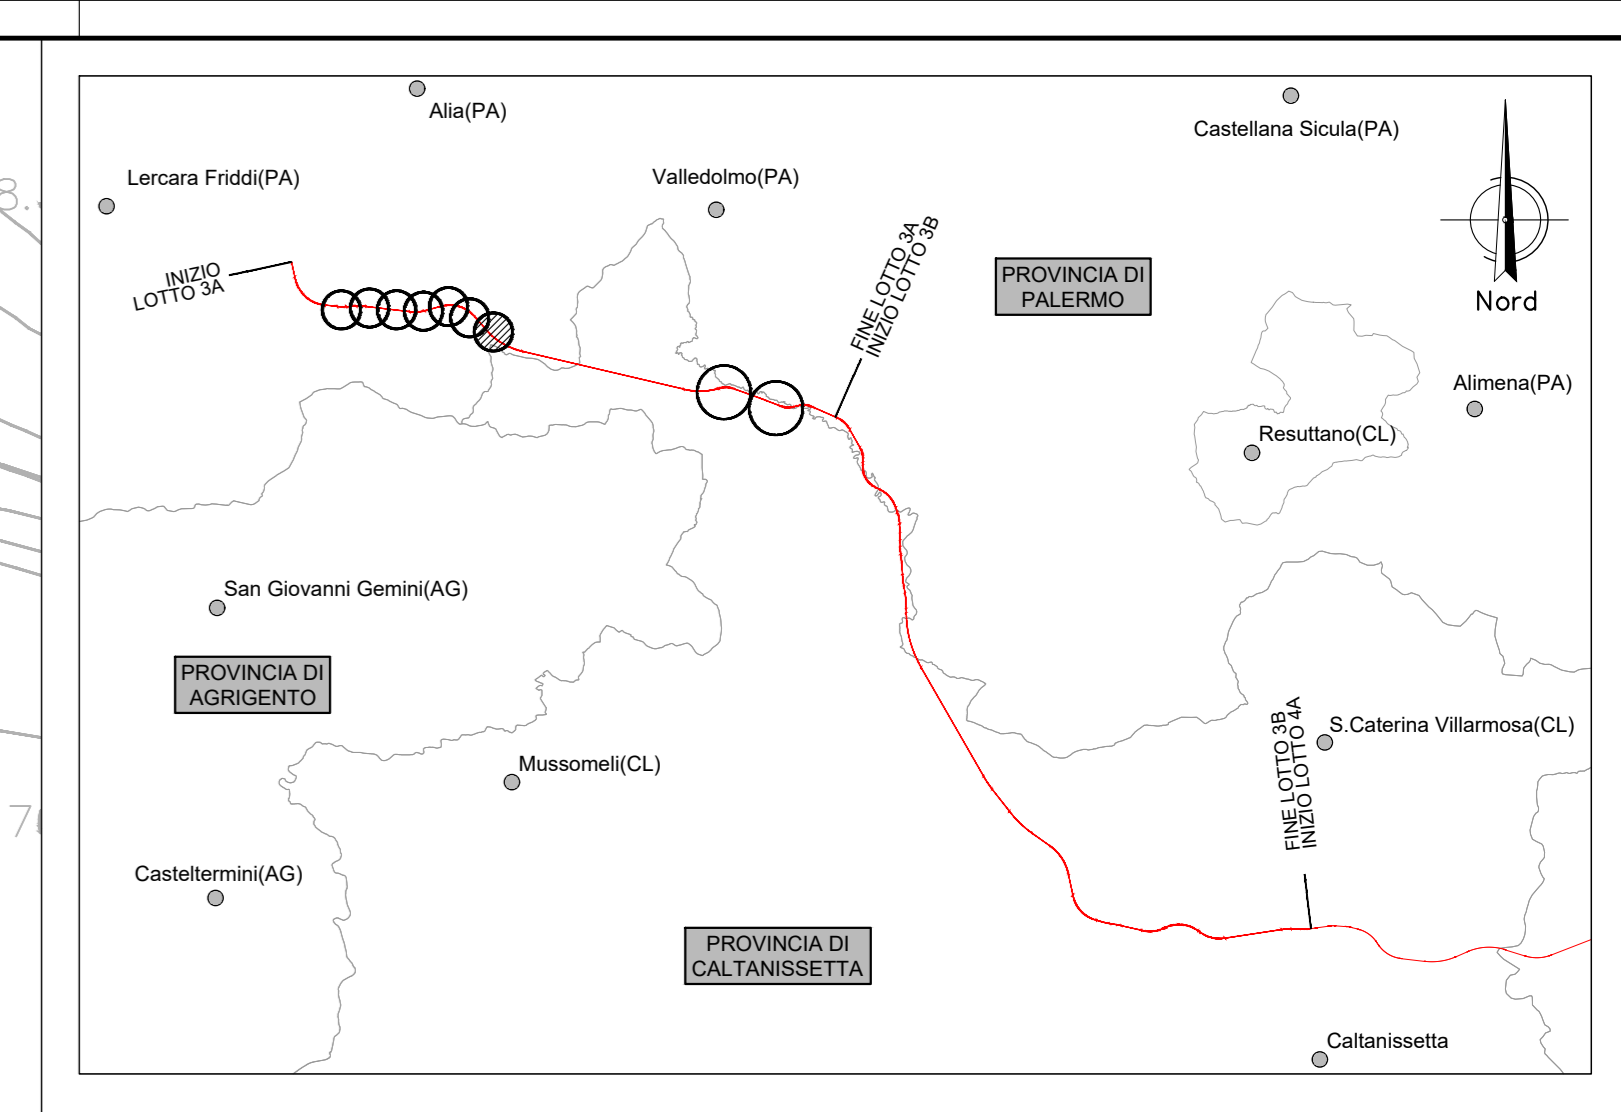 Alia(PA)
Castellana Sicula(PA)
Lercara Friddi(PA)
Valledolmo(PA)
8.
INIZIO
LOTTO 3A
FINE LOTTO 3A
INIZIO LOTTO 3B
PROVINCIA DI
PALERMO
Nord
Alimena(PA)
Resuttano(CL)
San Giovanni Gemini(AG)
PROVINCIA DI
AGRIGENTO
FINE LOTTO 3B
INIZIO LOTTO 4A
S.Caterina Villarmosa(CL)
Mussomeli(CL)
7
Casteltermini(AG)
PROVINCIA DI
CALTANISSETTA
Caltanissetta